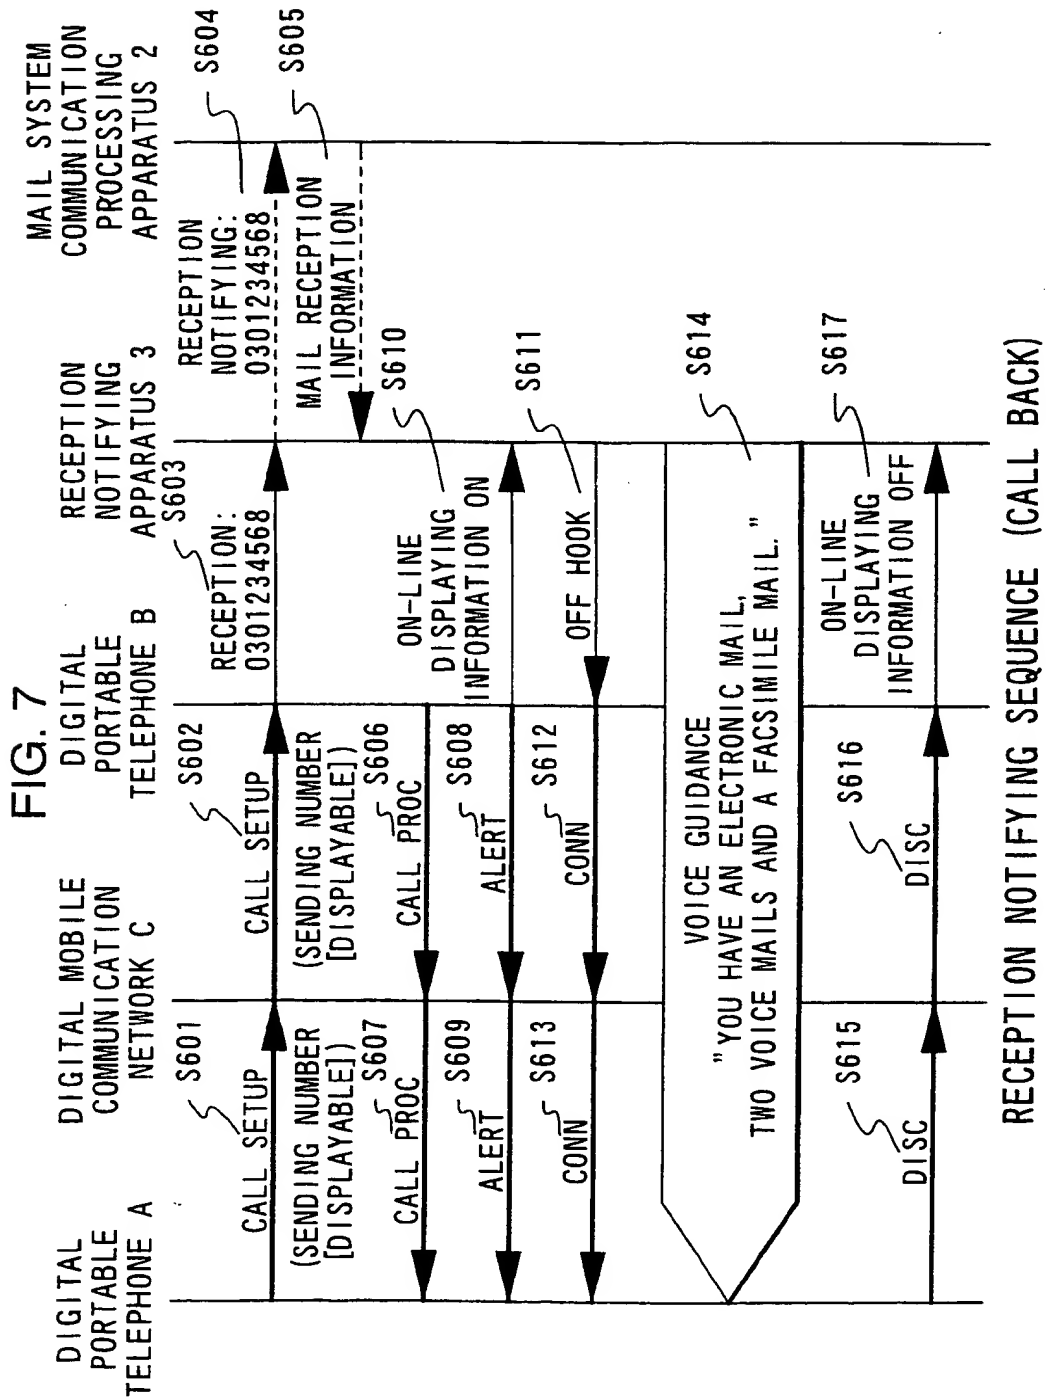 FIG. 7
DIGITAL
PORTABLE
TELEPHONE A
DIGITAL MOBILE
COMMUNICATION
NETWORK C
DIGITAL
PORTABLE
TELEPHONE B
RECEPTION
NOTIFYING
APPARATUS 3
MAIL SYSTEM
COMMUNICATION
PROCESSING
APPARATUS 2
S601
CALL SETUP
(SENDING NUMBER
[DISPLAYABLE])
S602
CALL SETUP
(SENDING NUMBER
[DISPLAYABLE])
S603
RECEPTION:
0301234568
RECEPTION
NOTIFYING:
0301234568
S604
MAIL RECEPTION
INFORMATION
S605
S607
CALL PROC
S606
CALL PROC
S609
ALERT
S608
ALERT
ON-LINE
DISPLAYING
INFORMATION ON
S610
S613
CONN
S612
CONN
OFF HOOK
S611
VOICE GUIDANCE
"YOU HAVE AN ELECTRONIC MAIL,
TWO VOICE MAILS AND A FACSIMILE MAIL."
S614
S615
DISC
S616
DISC
ON-LINE
DISPLAYING
INFORMATION OFF
S617
RECEPTION NOTIFYING SEQUENCE (CALL BACK)